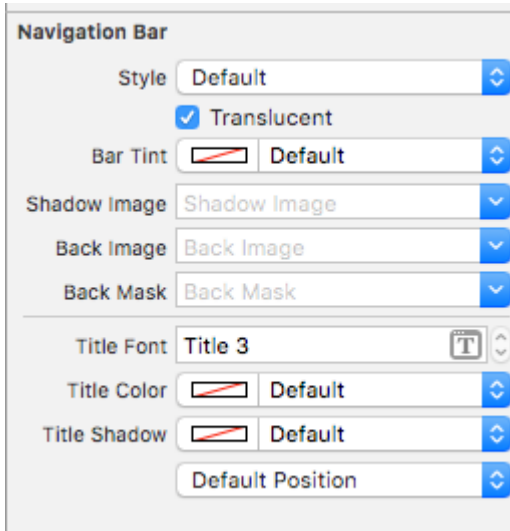 Navigation Bar
Style Default
Translucent
Bar Tint Default
Shadow Image Shadow Image
Back Image Back Image
Back Mask Back Mask
Title Font Title 3 T
Title Color Default
Title Shadow Default
Default Position